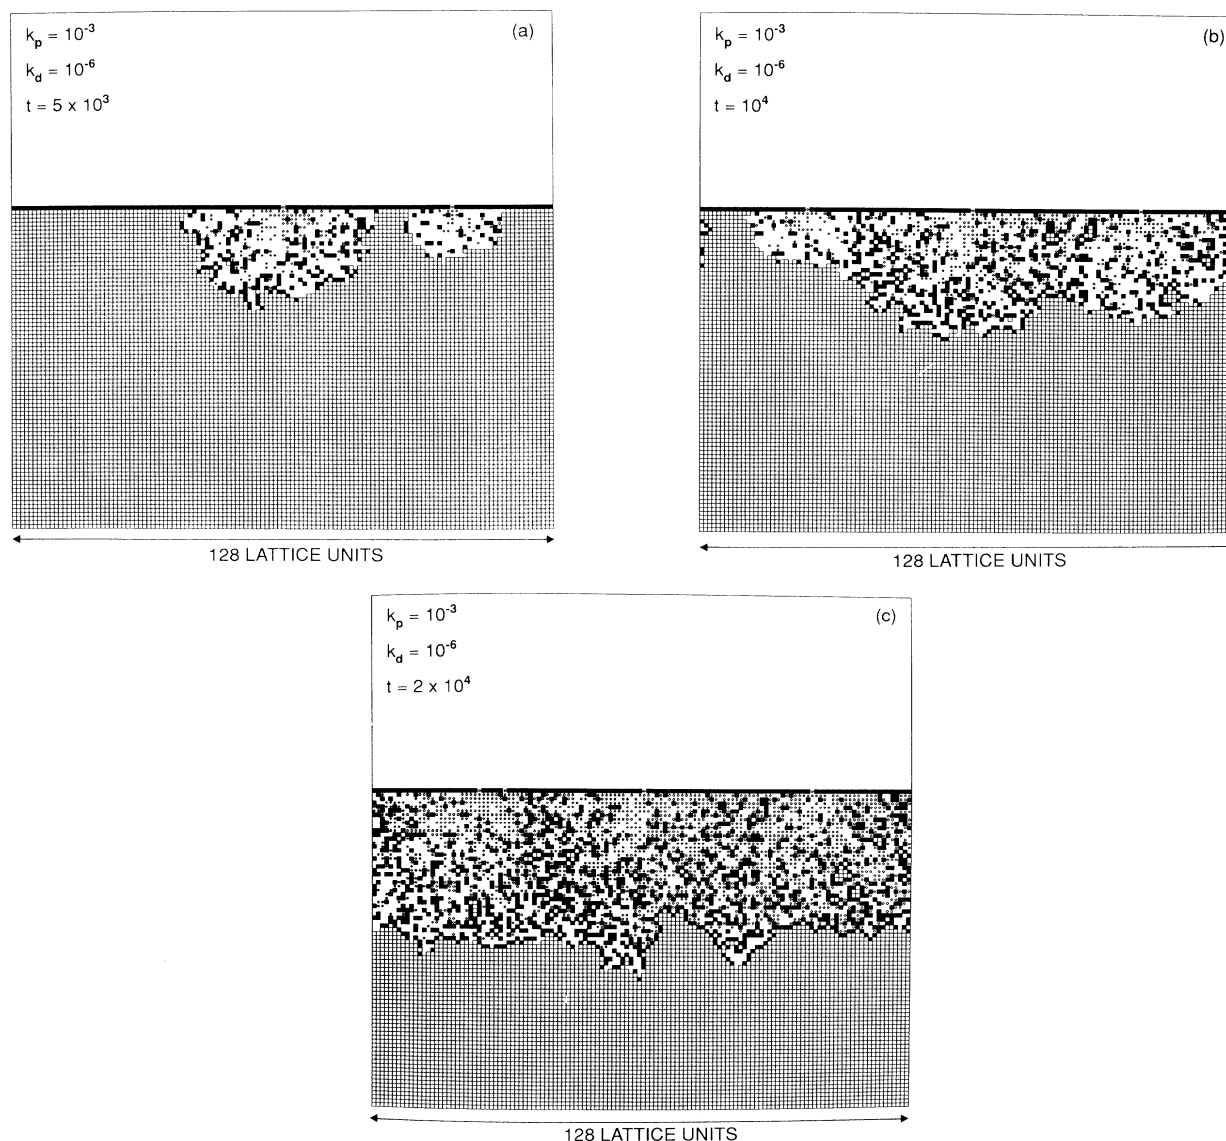 k_p = 10^-3
(a)
k_d = 10^-6
t = 5 x 10^3
128 LATTICE UNITS
k_p = 10^-3
(b)
k_d = 10^-6
t = 10^4
128 LATTICE UNITS
k_p = 10^-3
(c)
k_d = 10^-6
t = 2 x 10^4
128 LATTICE UNITS